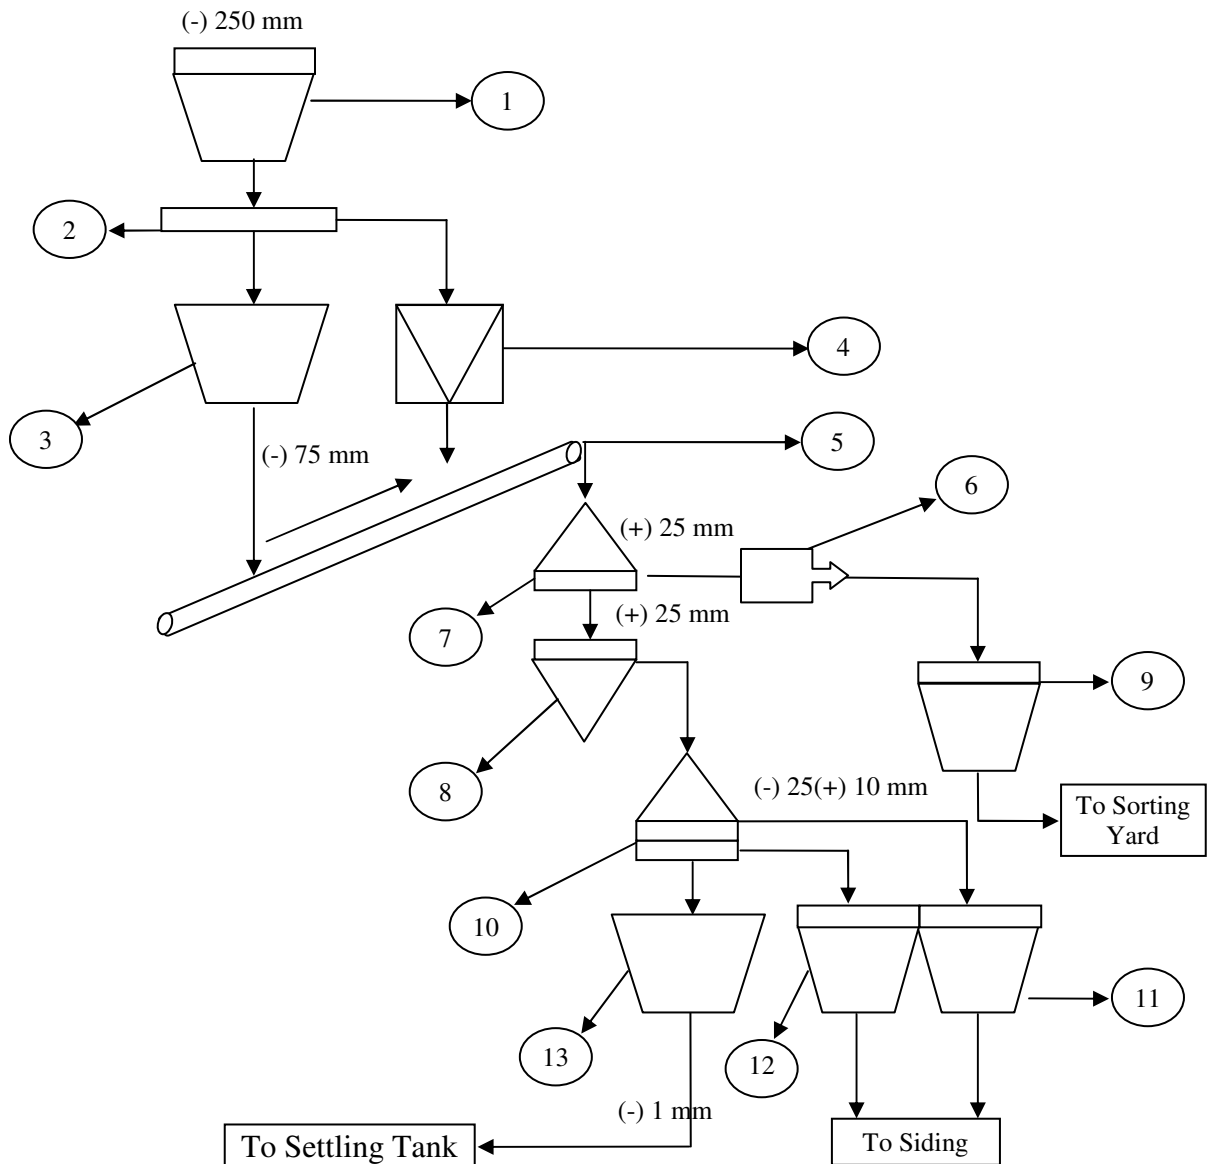 (-) 250 mm
1
2
4
3
(-) 75 mm
5
6
(+) 25 mm
(+) 25 mm
7
9
8
(-) 25(+) 10 mm
To Sorting
Yard
10
11
13
12
(-) 1 mm
To Settling Tank
To Siding